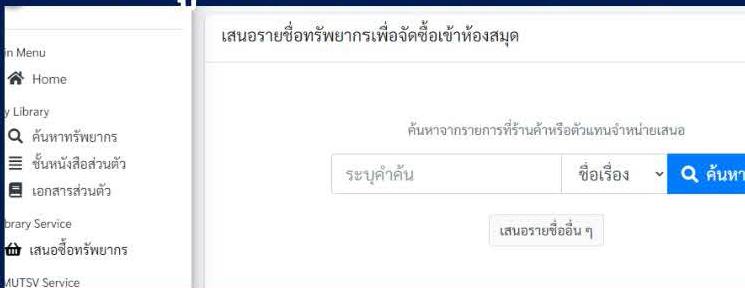 เสนอรายชื่อทรัพยากรเพื่อจัดซื้อเข้าห้องสมุด
in Menu
Home
y Library
ค้นหาทรัพยากร
ชั้นหนังสือส่วนตัว
เอกสารส่วนตัว
brary Service
เสนอซื้อทรัพยากร
MUTSV Service
ค้นหาจากรายการที่ร้านค้าหรือตัวแทนจำหน่ายเสนอ
ระบุคำค้น ชื่อเรื่อง ค้นหา
เสนอรายชื่ออื่น ๆ